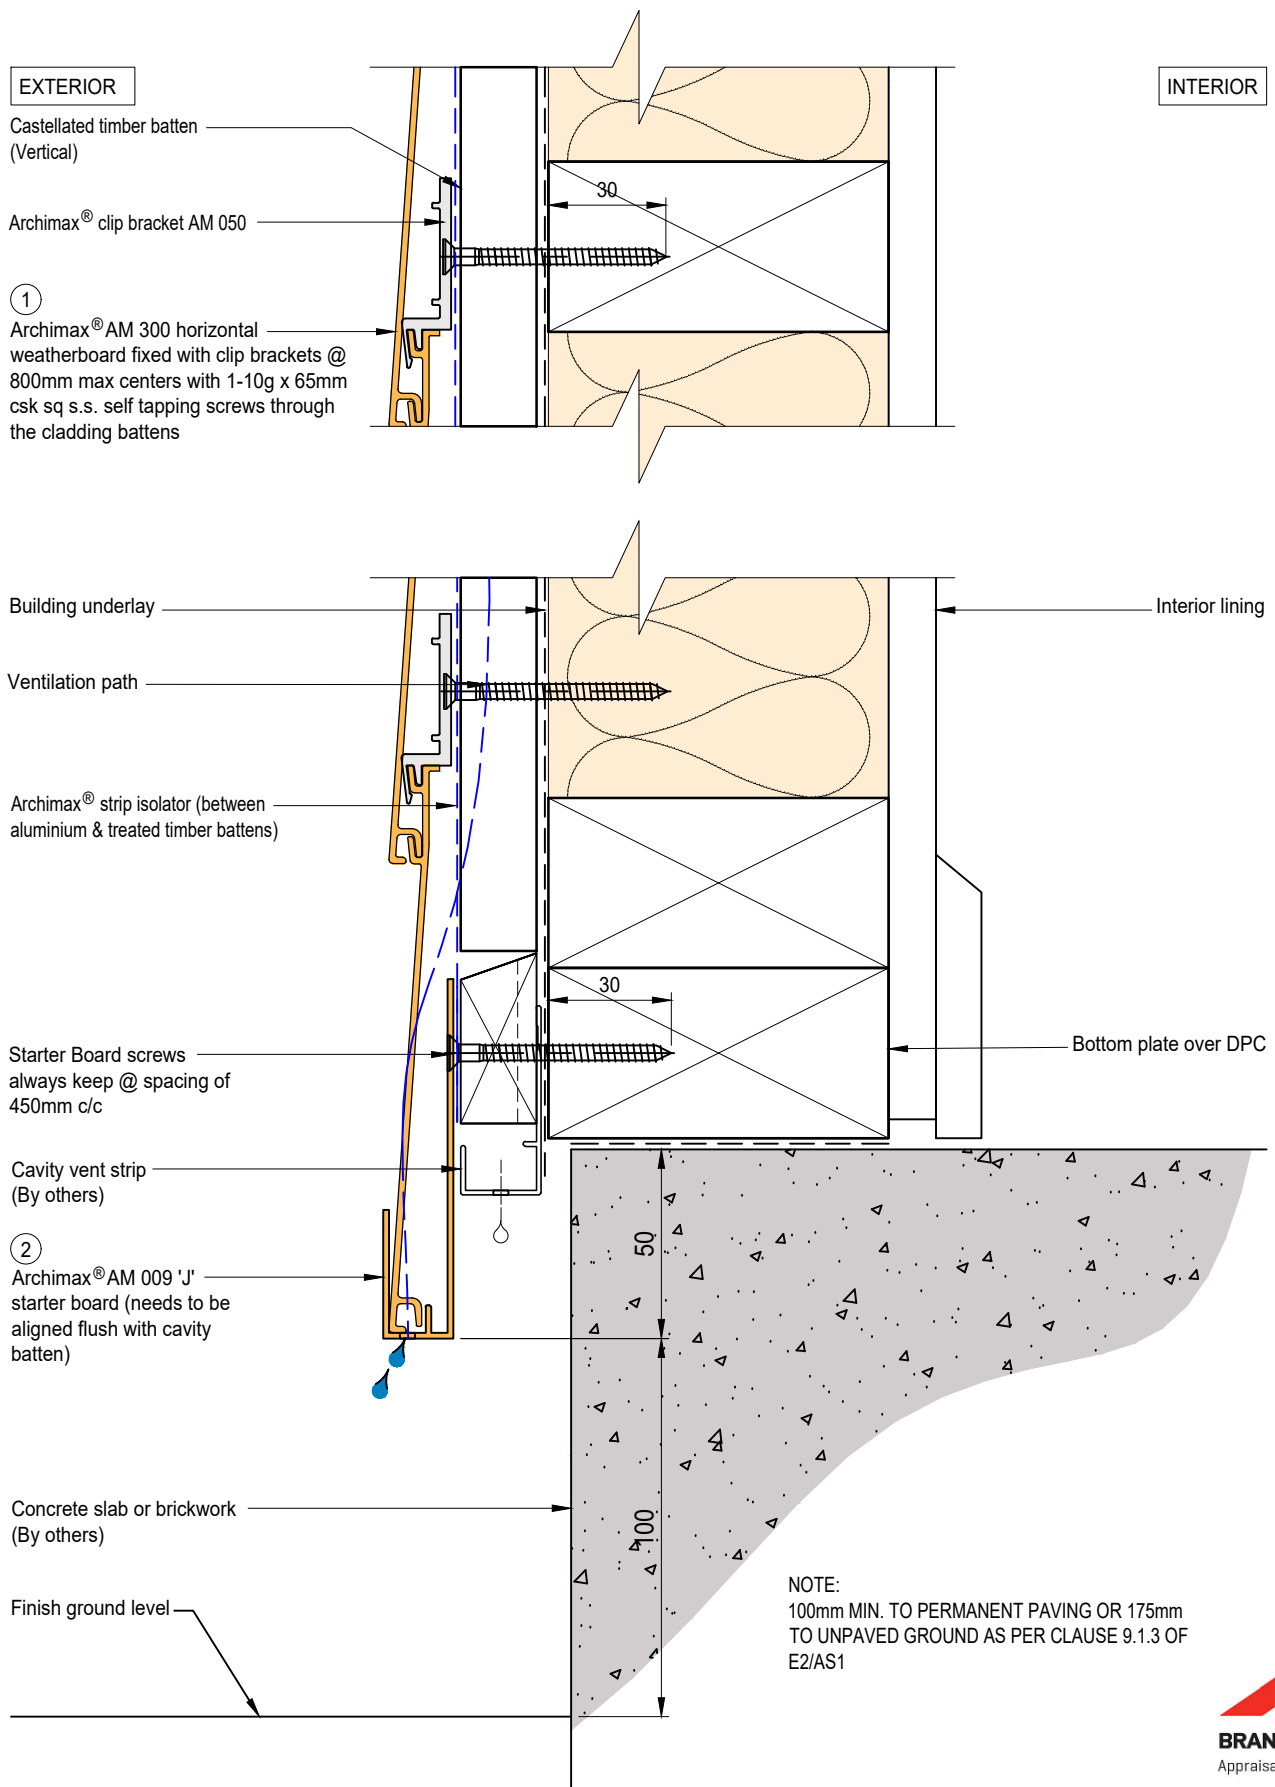 EXTERIOR
INTERIOR
Castellated timber batten
(Vertical)
30
Archimax® clip bracket AM 050
1
Archimax® AM 300 horizontal
weatherboard fixed with clip brackets @
800mm max centers with 1-10g x 65mm
csk sq s.s. self tapping screws through
the cladding battens
Building underlay
Interior lining
Ventilation path
Archimax® strip isolator (between
aluminium & treated timber battens)
30
Starter Board screws
always keep @ spacing of
450mm c/c
Bottom plate over DPC
Cavity vent strip
(By others)
50
2
Archimax® AM 009 'J'
starter board (needs to be
aligned flush with cavity
batten)
Concrete slab or brickwork
(By others)
100
Finish ground level
NOTE:
100mm MIN. TO PERMANENT PAVING OR 175mm
TO UNPAVED GROUND AS PER CLAUSE 9.1.3 OF
E2/AS1
BRAN
Appraisa